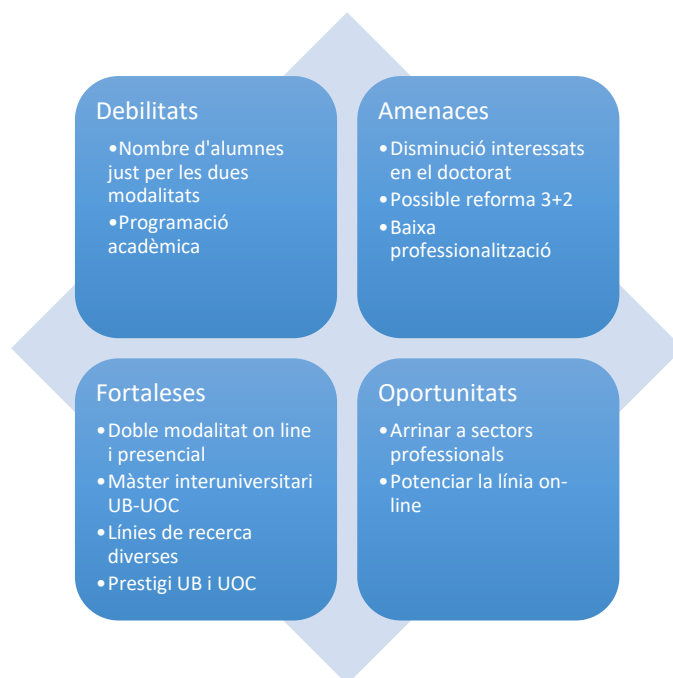 Debilitats
•Nombre d'alumnes
just per les dues
modalitats
•Programació
acadèmica
Amenaces
•Disminució interessats
en el doctorat
•Possible reforma 3+2
•Baixa
professionalització
Fortaleses
•Doble modalitat on line
i presencial
•Màster interuniversitari
UB-UOC
•Línies de recerca
diverses
•Prestigi UB i UOC
Oportunitats
•Arrinar a sectors
professionals
•Potenciar la línia on-
line